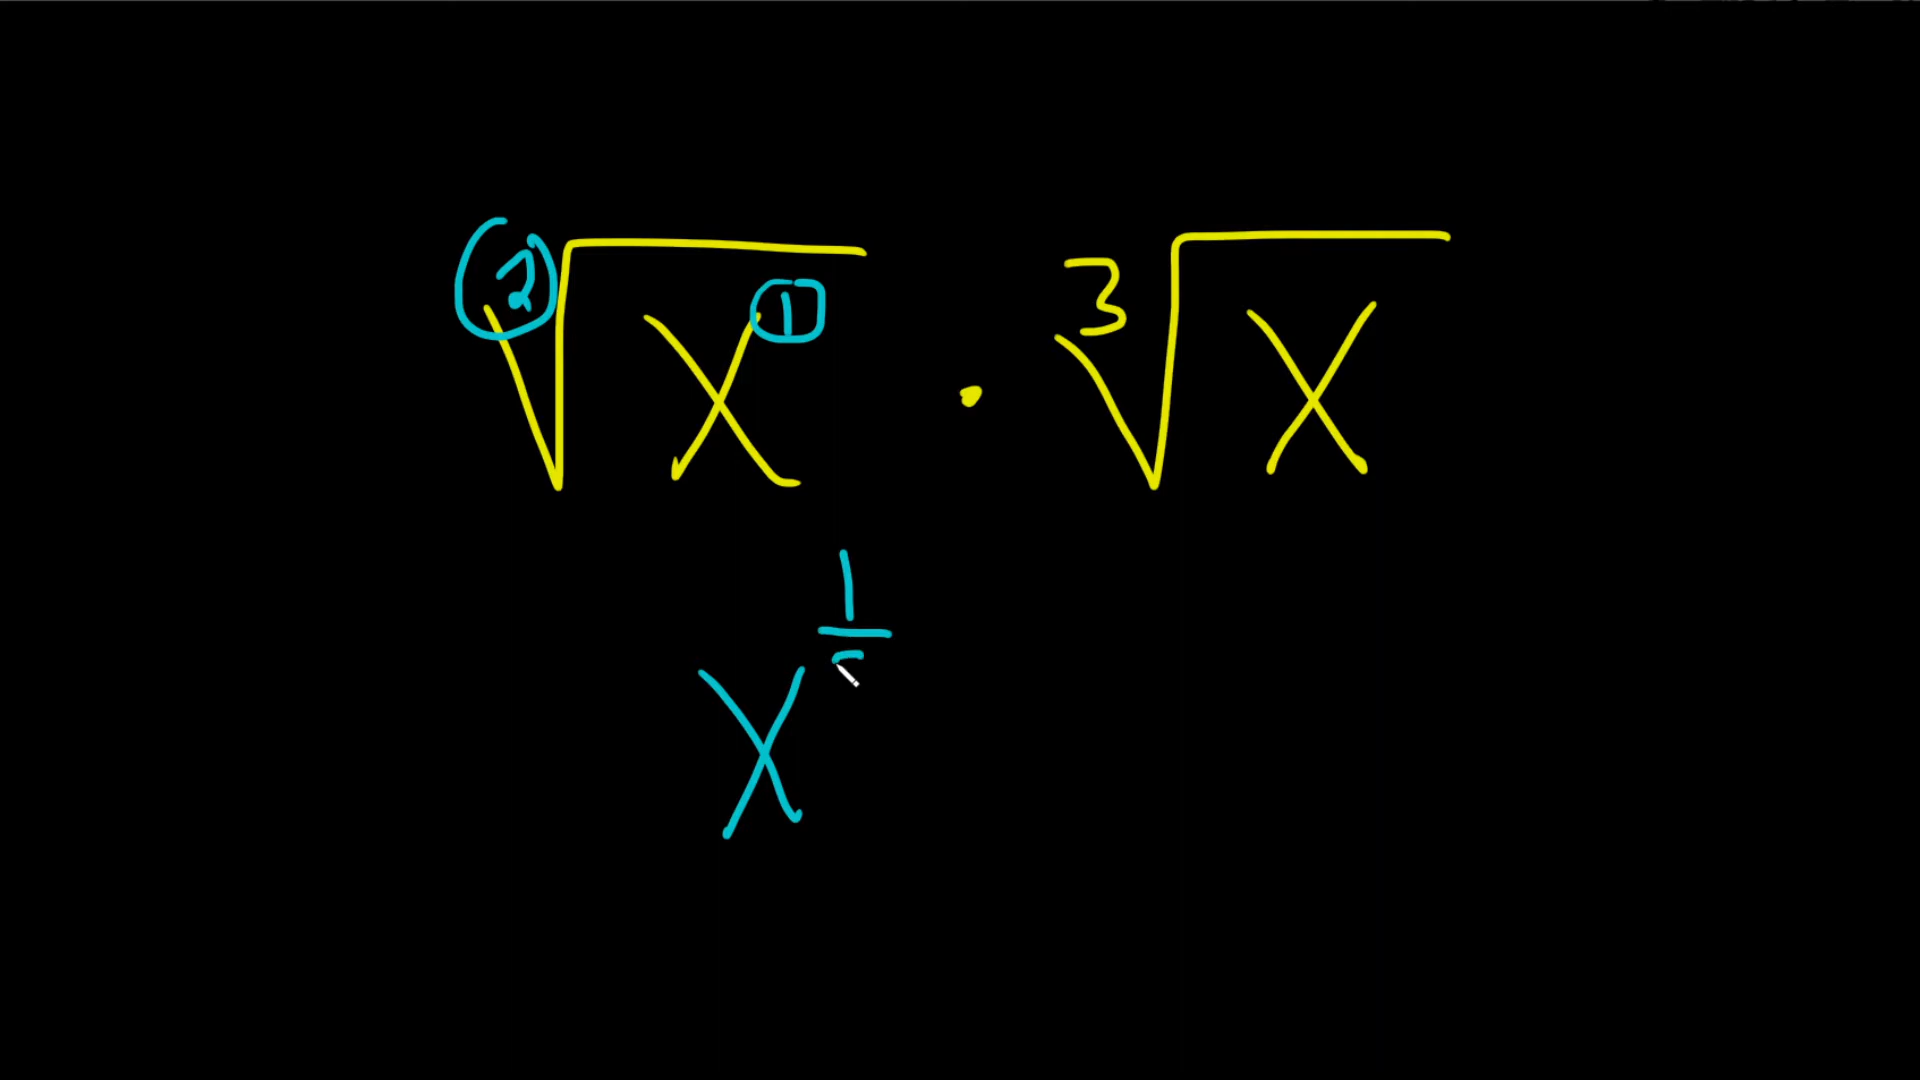 ²√x¹ · ³√x
x^1/